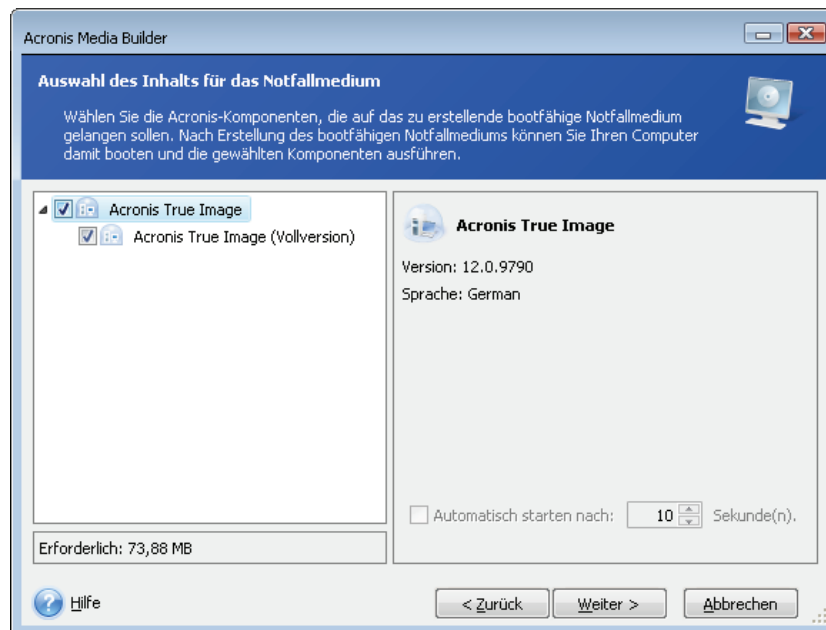 Acronis Media Builder
Auswahl des Inhalts für das Notfallmedium
Wählen Sie die Acronis-Komponenten, die auf das zu erstellende bootfähige Notfallmedium
gelangen sollen. Nach Erstellung des bootfähigen Notfallmediums können Sie Ihren Computer
damit booten und die gewählten Komponenten ausführen.
Acronis True Image
Acronis True Image (Vollversion)
Erforderlich: 73,88 MB
Acronis True Image
Version: 12.0.9790
Sprache: German
Automatisch starten nach: 10 Sekunde(n).
Hilfe
< Zurück Weiter > Abbrechen